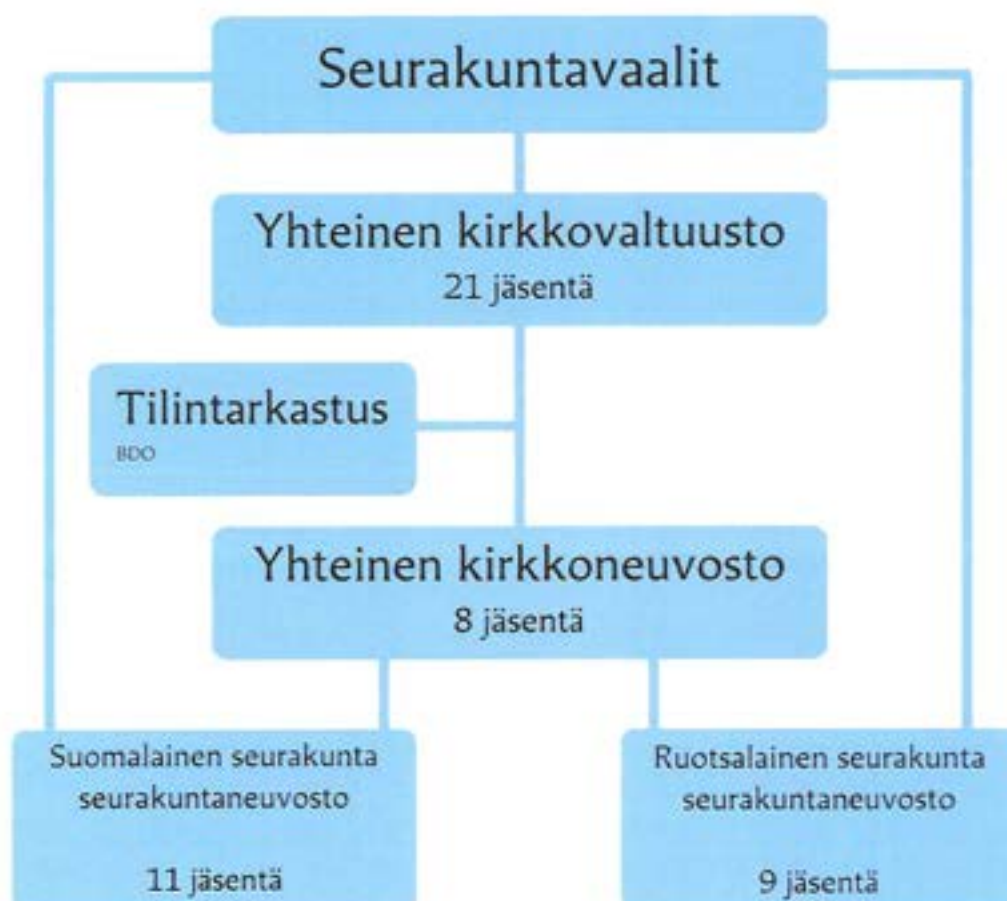 Seurakuntavaalit
Yhteinen kirkkovaltuusto
21 jäsentä
Tilintarkastus
BDO
Yhteinen kirkkoneuvosto
8 jäsentä
Suomalainen seurakunta
seurakuntaneuvosto
11 jäsentä
Ruotsalainen seurakunta
seurakuntaneuvosto
9 jäsentä